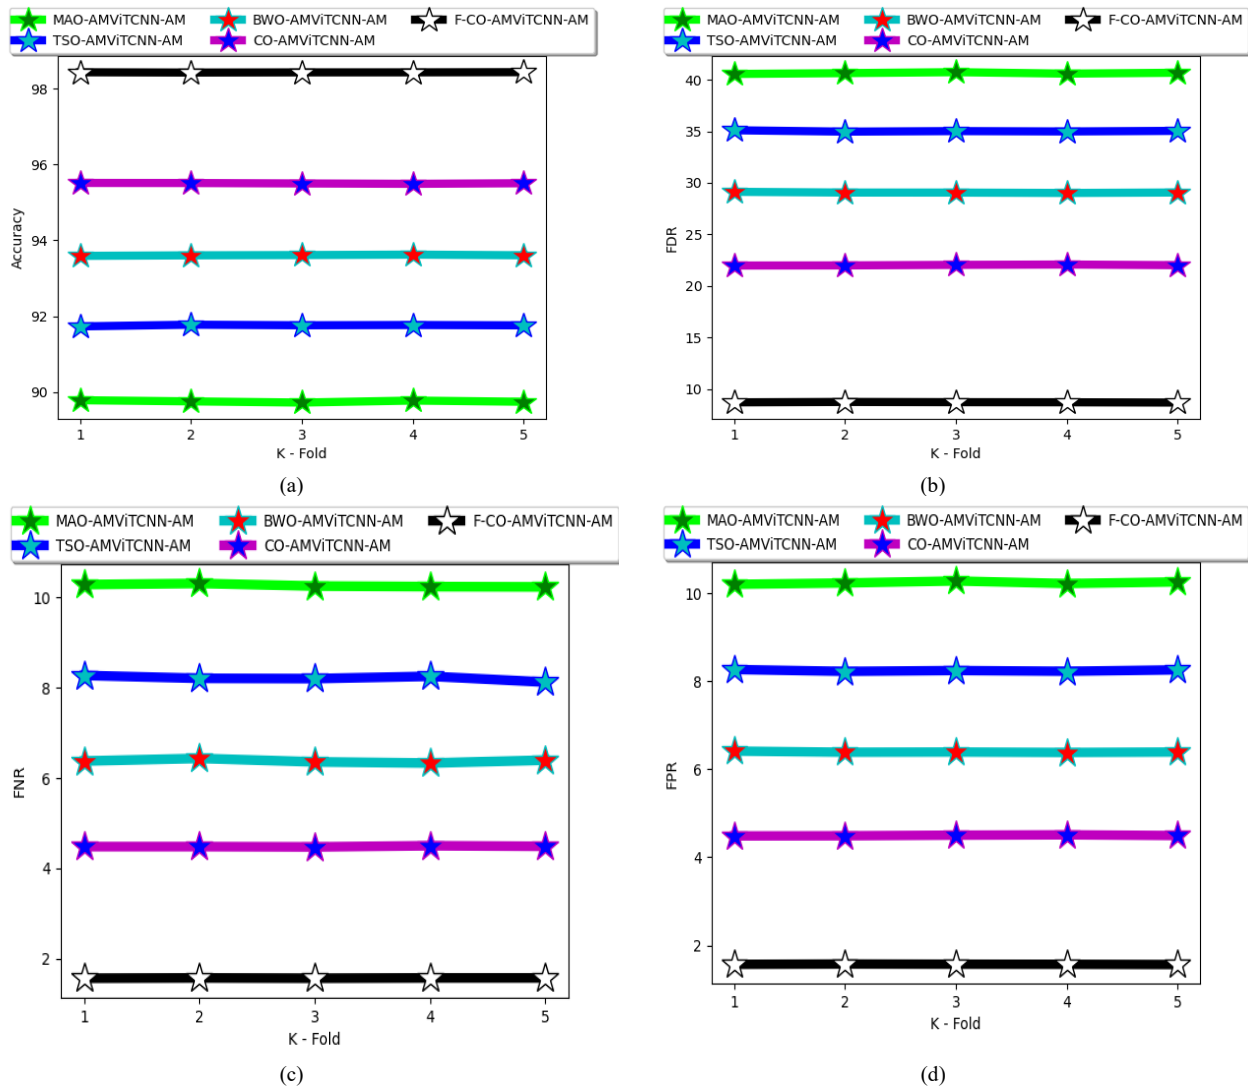 MAO-AMViTCNN-AM BWO-AMViTCNN-AM F-CO-AMViTCNN-AM
TSO-AMViTCNN-AM CO-AMViTCNN-AM
98
96
94
92
90
Accuracy
1 2 3 4 5
K - Fold
(a)
MAO-AMViTCNN-AM BWO-AMViTCNN-AM F-CO-AMViTCNN-AM
TSO-AMViTCNN-AM CO-AMViTCNN-AM
40
35
30
25
20
15
10
FDR
1 2 3 4 5
K - Fold
(b)
MAO-AMViTCNN-AM BWO-AMViTCNN-AM F-CO-AMViTCNN-AM
TSO-AMViTCNN-AM CO-AMViTCNN-AM
10
8
6
4
2
FNR
1 2 3 4 5
K - Fold
(c)
MAO-AMViTCNN-AM BWO-AMViTCNN-AM F-CO-AMViTCNN-AM
TSO-AMViTCNN-AM CO-AMViTCNN-AM
10
8
6
4
2
FPR
1 2 3 4 5
K - Fold
(d)